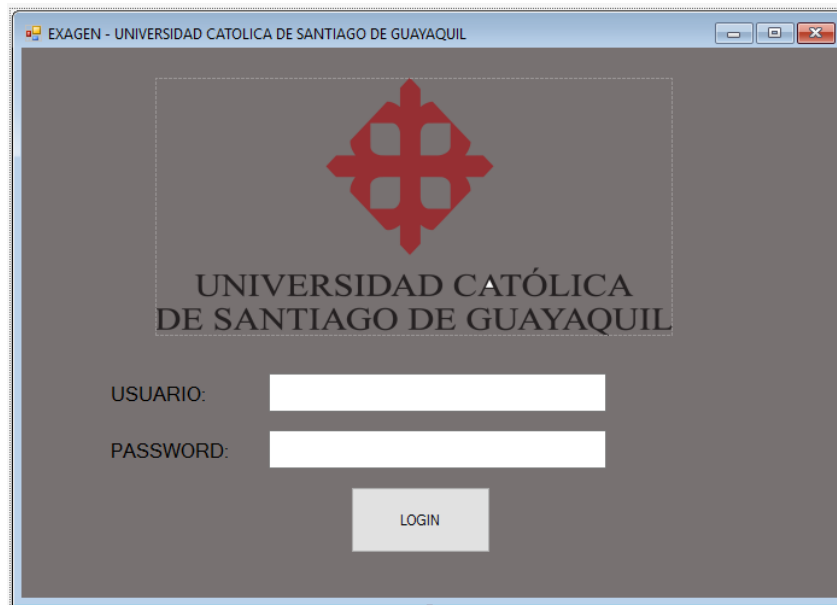 EXAGEN - UNIVERSIDAD CATOLICA DE SANTIAGO DE GUAYAQUIL
UNIVERSIDAD CATÓLICA
DE SANTIAGO DE GUAYAQUIL
USUARIO:
PASSWORD:
LOGIN